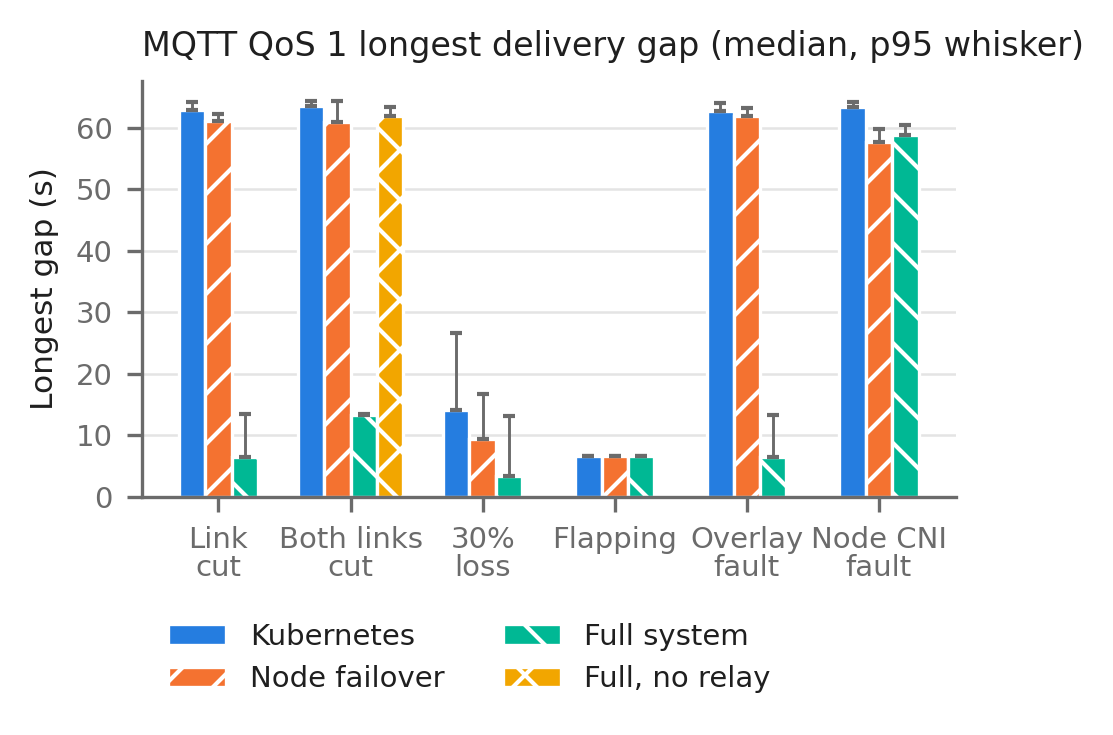 MQTT QoS 1 longest delivery gap (median, p95 whisker)
Longest gap (s)
60
50
40
30
20
10
0
Link cut
Both links cut
30% loss
Flapping
Overlay fault
Node CNI fault
Kubernetes
Node failover
Full system
Full, no relay